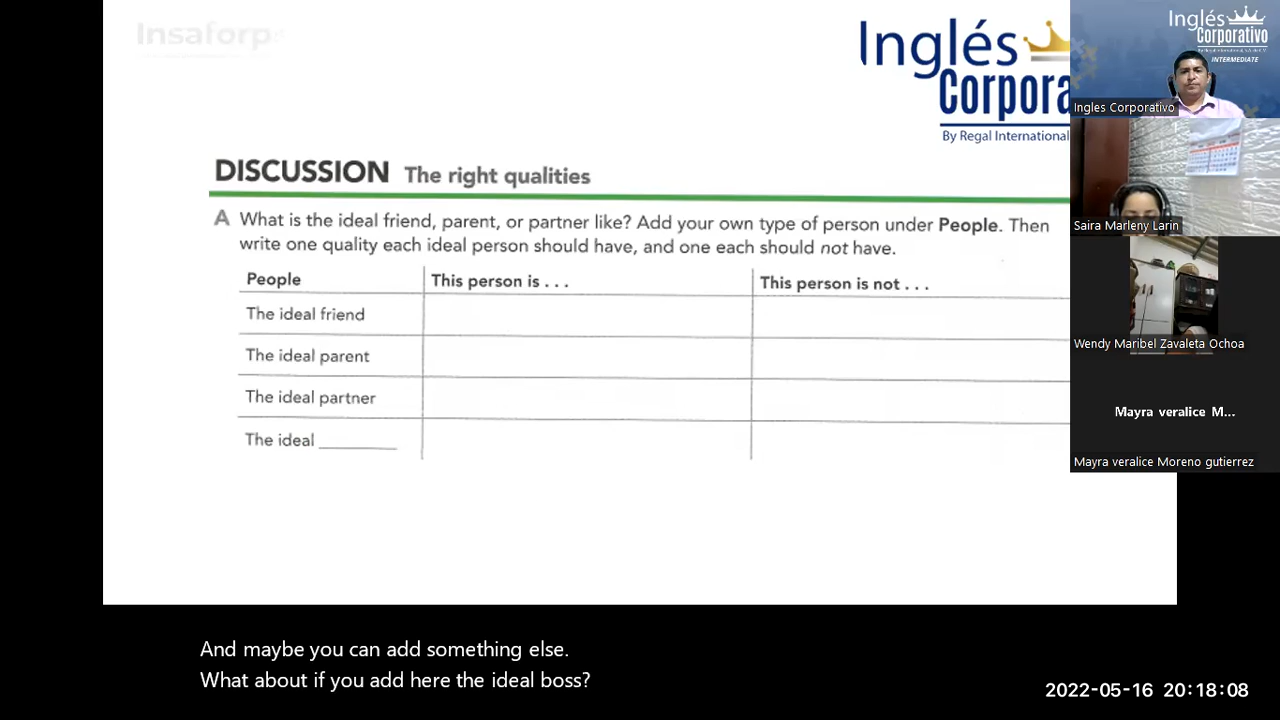 Insaforp
Inglés
Corpora
By Regal International
DISCUSSION The right qualities
A What is the ideal friend, parent, or partner like? Add your own type of person under People. Then
write one quality each ideal person should have, and one each should not have.
People This person is . . . This person is not . . .
The ideal friend
The ideal parent
The ideal partner
The ideal ________
Inglés
Corporativo
INTERMEDIATE
Ingles Corporativo
Saira Marleny Larin
Wendy Maribel Zavaleta Ochoa
Mayra veralice M...
Mayra veralice Moreno gutierrez
And maybe you can add something else.
What about if you add here the ideal boss?
2022-05-16 20:18:08